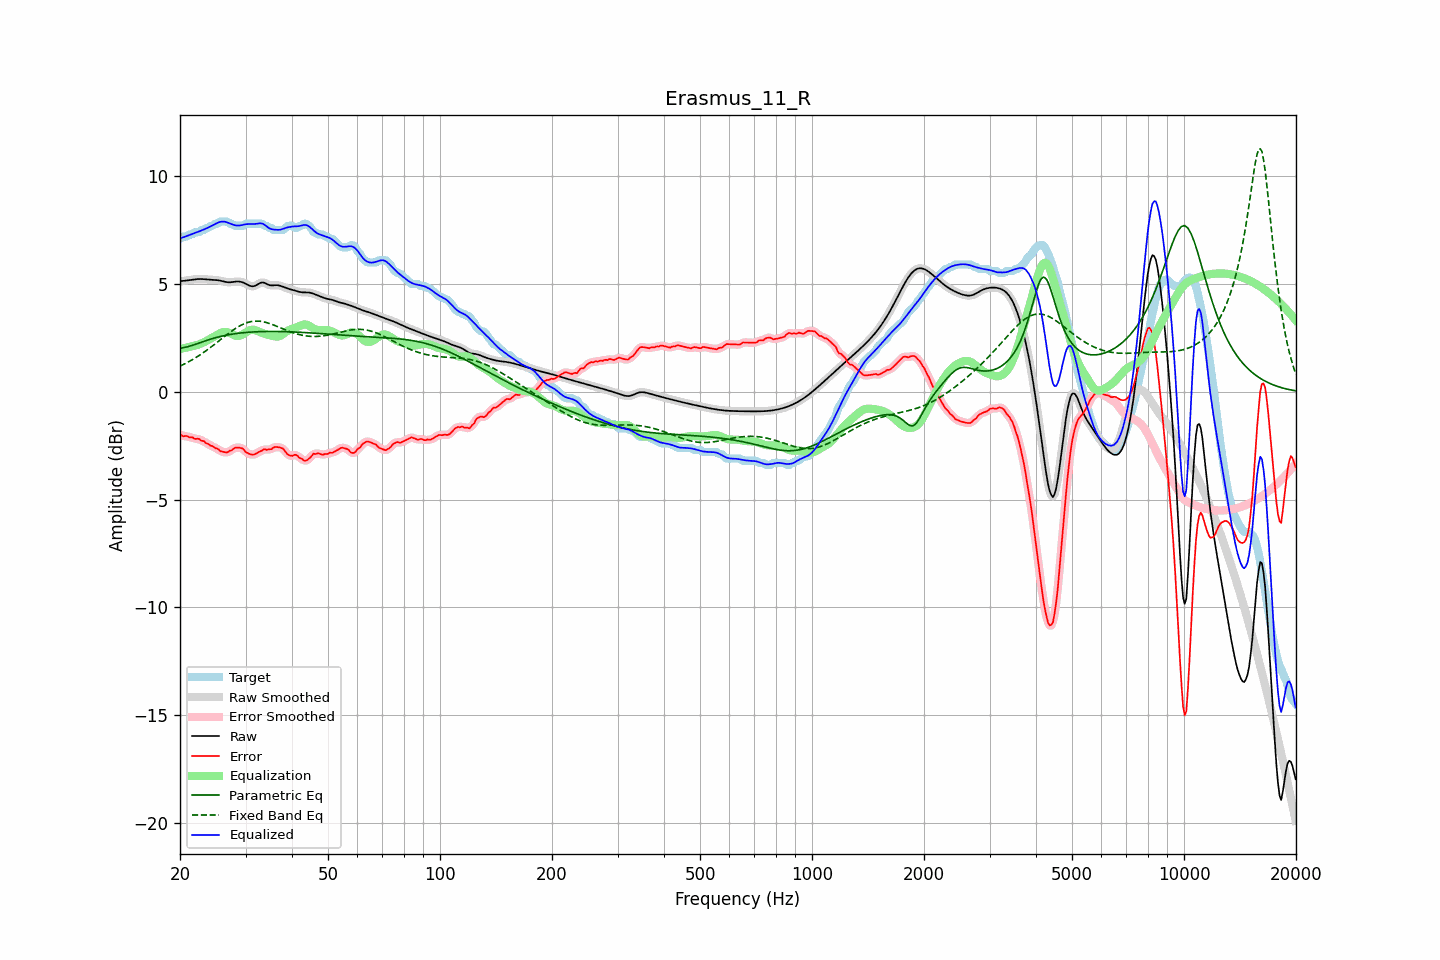 Erasmus_11_R
Amplitude (dBr)
10
5
0
−5
−10
−15
−20
Target
Raw Smoothed
Error Smoothed
Raw
Error
Equalization
Parametric Eq
Fixed Band Eq
Equalized
20 50 100 200 500 1000 2000 5000 10000 20000
Frequency (Hz)